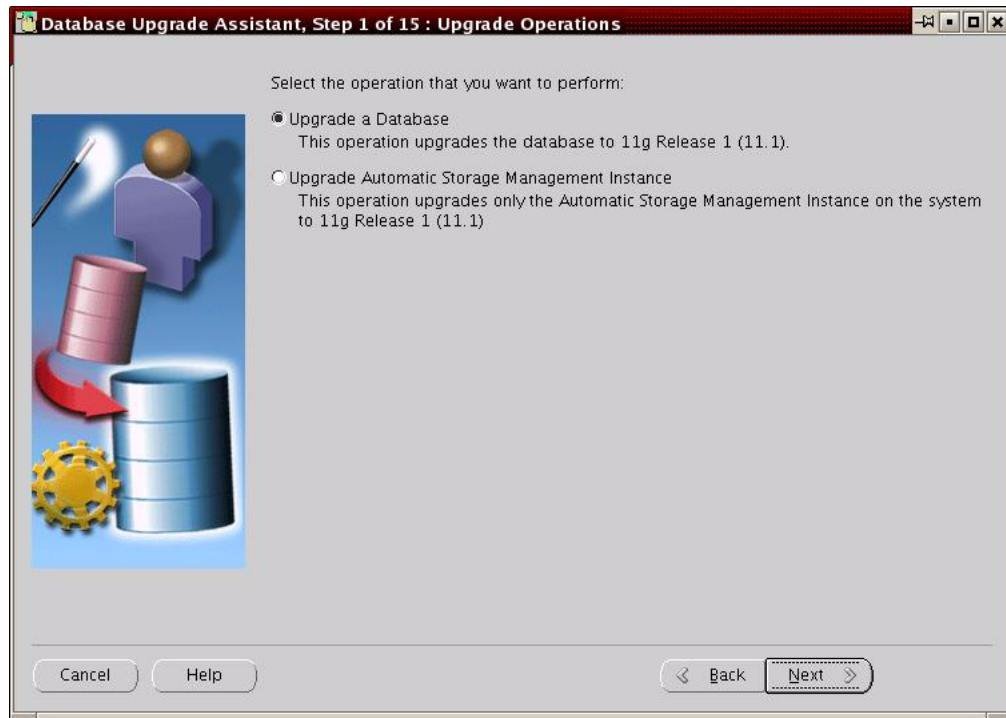 Database Upgrade Assistant, Step 1 of 15 : Upgrade Operations
Select the operation that you want to perform:
Upgrade a Database
This operation upgrades the database to 11g Release 1 (11.1).
Upgrade Automatic Storage Management Instance
This operation upgrades only the Automatic Storage Management Instance on the system
to 11g Release 1 (11.1)
Cancel
Help
Back
Next